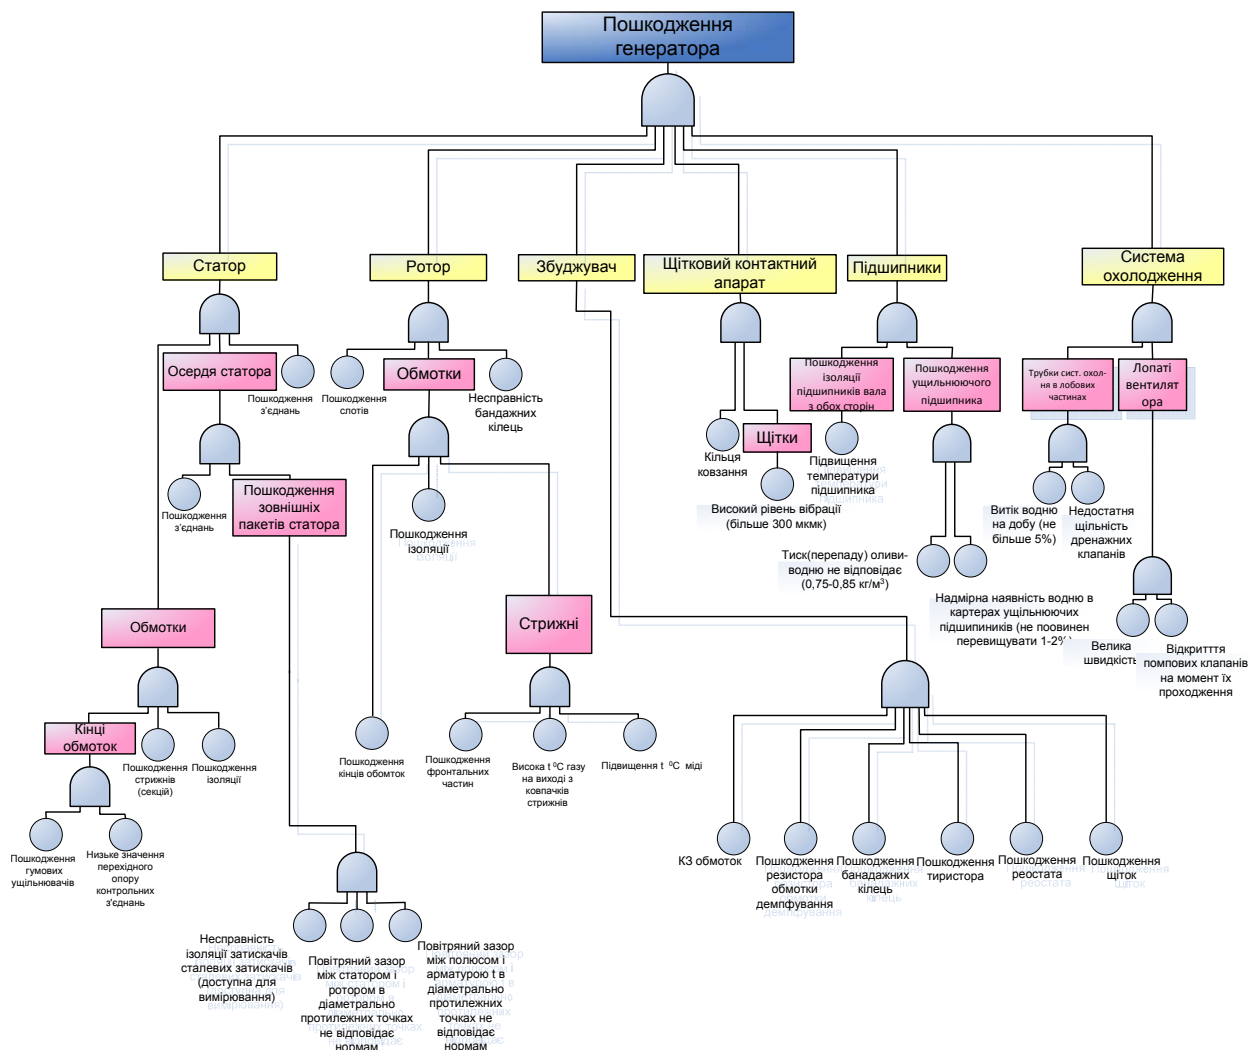 Пошкодження
генератора
Статор
Ротор
Збуджувач
Щітковий контактний
апарат
Підшипники
Система
охолодження
Осердя статора
Пошкодження
з'єднань
Пошкодження
слотів
Обмотки
Несправність
бандажних
кілець
Пошкодження
ізоляції
підшипників вала
з обох сторін
Пошкодження
ущильнюючого
підшипника
Трубки сист. охол-
ня в лобових
частинах
Лопаті
вентилят
ора
Кільця
ковзання
Щітки
Підвищення
температури
підшипника
Високий рівень вібрації
(більше 300 мкмк)
Витік водню
на добу (не
більше 5%)
Недостатня
щільність
дренажних
клапанів
Пошкодження
з'єднань
Пошкодження
зовнішніх
пакетів статора
Пошкодження
ізоляції
Тиск(перепаду) оливи-
водню не відповідає
(0,75-0,85 кг/м³)
Надмірна наявність водню в
картерах ущільнюючих
підшипиників (не поовинен
перевищувати 1-2%)
Велика
швидкість
Відкритття
помпових клапанів
на момент їх
проходження
Обмотки
Стрижні
Кінці
обмоток
Пошкодження
стрижнів
(секцій)
Пошкодження
ізоляції
Пошкодження
кінців обомток
Пошкодження
фронтальних
частин
Висока t ⁰С газу
на виході з
ковпачків
стрижнів
Підвищення t ⁰С міді
Пошкодження
гумових
ущільнювачів
Низьке значення
перехідного
опору
контрольних
з'єднань
КЗ обмоток
Пошкодження
резистора
обмотки
демпфування
Пошкодження
банадажних
кілець
Пошкодження
тиристора
Пошкодження
реостата
Пошкодження
щіток
Несправність
ізоляції затискачів
сталевих затискачів
(доступна для
вимірювання)
Повітряний зазор
між статором і
ротором в
діаметрально
протилежних точках
не відповідає
нормам
Повітряний зазор
між полюсом і
арматурою t в
діаметрально
протилежних
точках не
відповідає
нормам